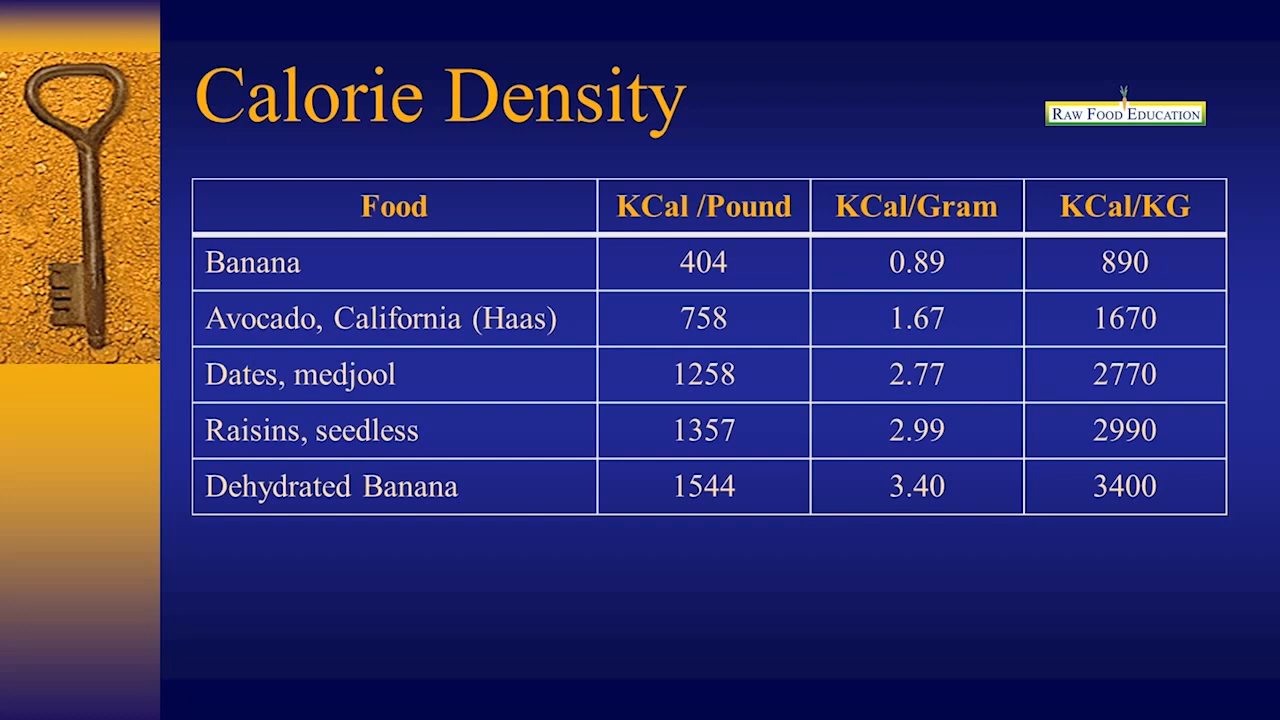 Calorie Density
RAW FOOD EDUCATION
Food KCal /Pound KCal/Gram KCal/KG
Banana 404 0.89 890
Avocado, California (Haas) 758 1.67 1670
Dates, medjool 1258 2.77 2770
Raisins, seedless 1357 2.99 2990
Dehydrated Banana 1544 3.40 3400